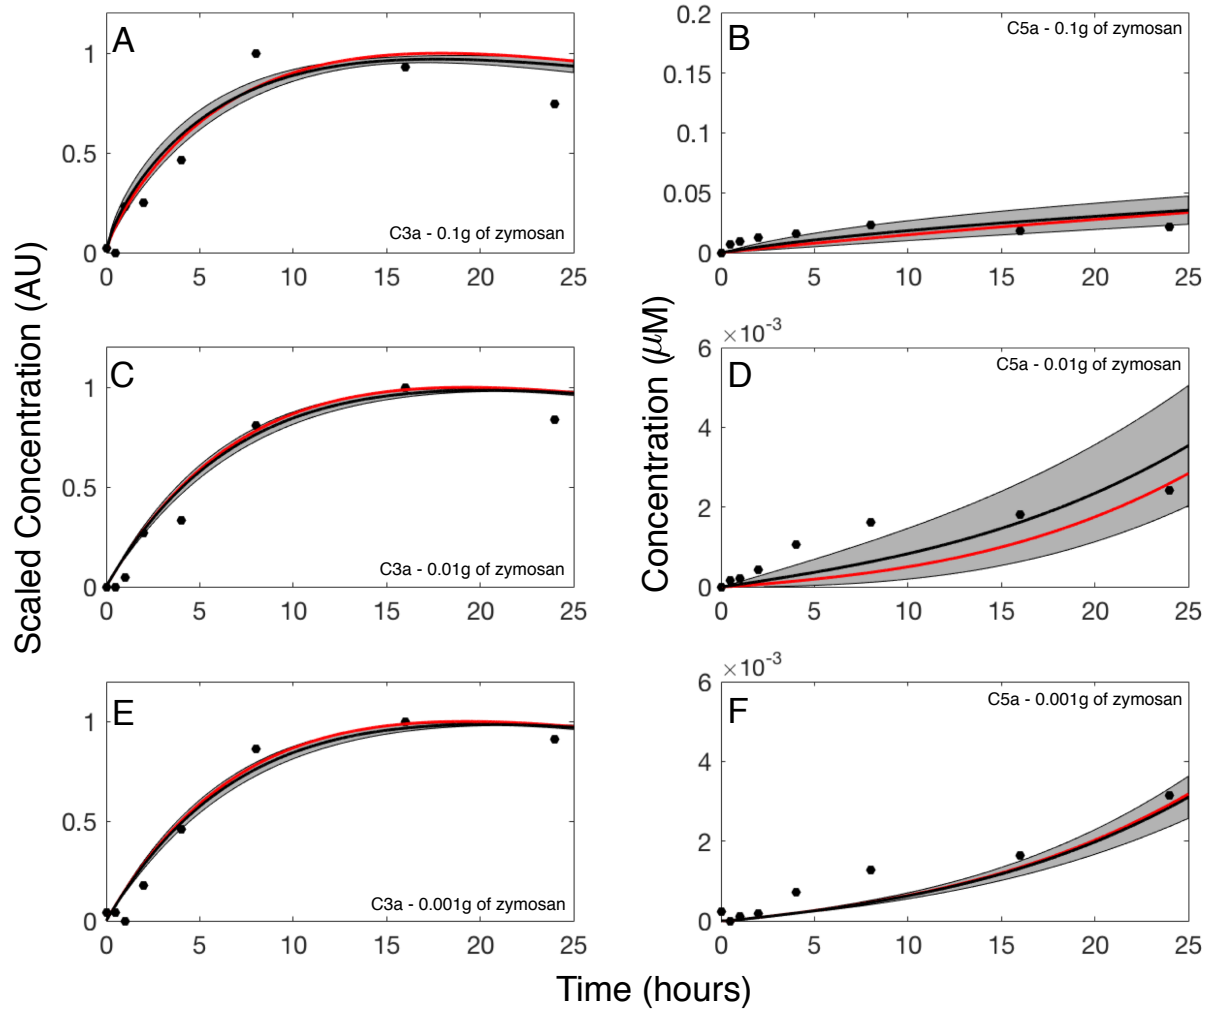 A
1
0.5
0
0 5 10 15 20 25
C3a - 0.1g of zymosan
B
0.2
0.15
0.1
0.05
0
0 5 10 15 20 25
C5a - 0.1g of zymosan
C
1
0.5
0
0 5 10 15 20 25
C3a - 0.01g of zymosan
D
×10-3
6
4
2
0
0 5 10 15 20 25
C5a - 0.01g of zymosan
E
1
0.5
0
0 5 10 15 20 25
C3a - 0.001g of zymosan
F
×10-3
6
4
2
0
0 5 10 15 20 25
C5a - 0.001g of zymosan
Scaled Concentration (AU)
Concentration (μM)
Time (hours)